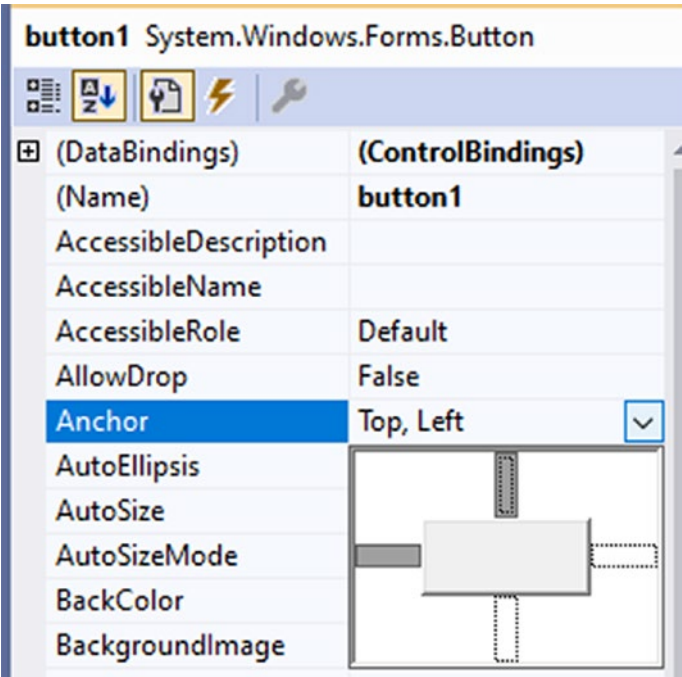 button1 System.Windows.Forms.Button
(DataBindings) (ControlBindings)
(Name) button1
AccessibleDescription
AccessibleName
AccessibleRole Default
AllowDrop False
Anchor Top, Left
AutoEllipsis
AutoSize
AutoSizeMode
BackColor
BackgroundImage